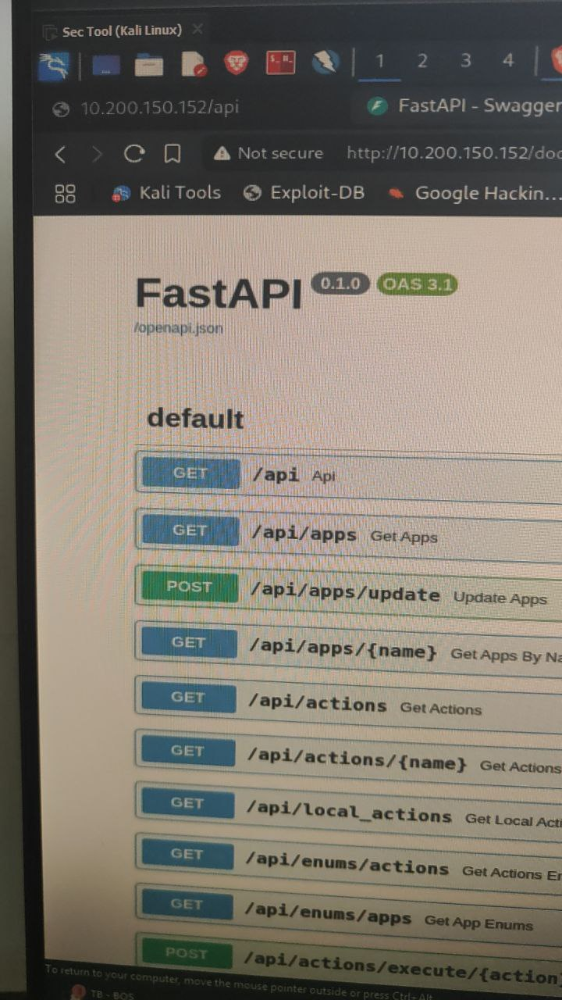 Sec Tool (Kali Linux)
1 2 3 4
10.200.150.152/api FastAPI - Swagger
Not secure http://10.200.150.152/doc
Kali Tools Exploit-DB Google Hackin...
FastAPI 0.1.0 OAS 3.1
/openapi.json
default
GET /api Api
GET /api/apps Get Apps
POST /api/apps/update Update Apps
GET /api/apps/{name} Get Apps By Na
GET /api/actions Get Actions
GET /api/actions/{name} Get Actions
GET /api/local_actions Get Local Acti
GET /api/enums/actions Get Actions En
GET /api/enums/apps Get App Enums
POST /api/actions/execute/{action
To return to your computer, move the mouse pointer outside or press Ctrl+Alt.
TB - BOS